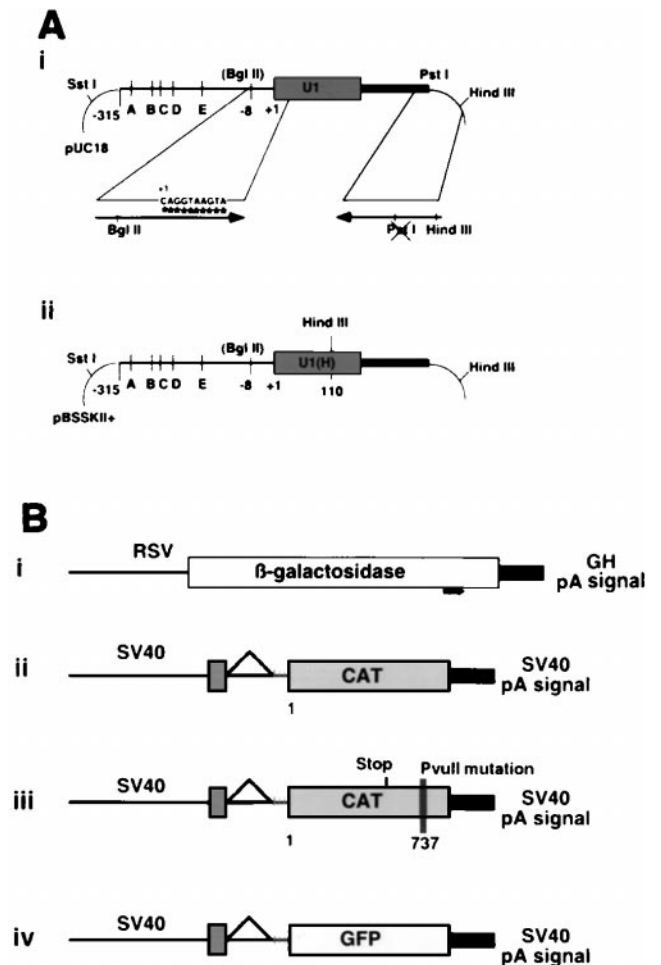 A
i
Sst I
(Bgl II)
U1
Pst I
Hind III
-315
A
B
C
D
E
-8
+1
pUC18
+1
CAGGTAAGTA
Bgl II
Pst I
Hind III
ii
Hind III
Sst I
(Bgl II)
U1(H)
Hind III
-315
A
B
C
D
E
-8
+1
110
pBSSKII+
B
i
RSV
ß-galactosidase
GH
pA signal
ii
SV40
CAT
SV40
pA signal
1
iii
SV40
Stop
PvuII mutation
CAT
SV40
pA signal
1
737
iv
SV40
GFP
SV40
pA signal